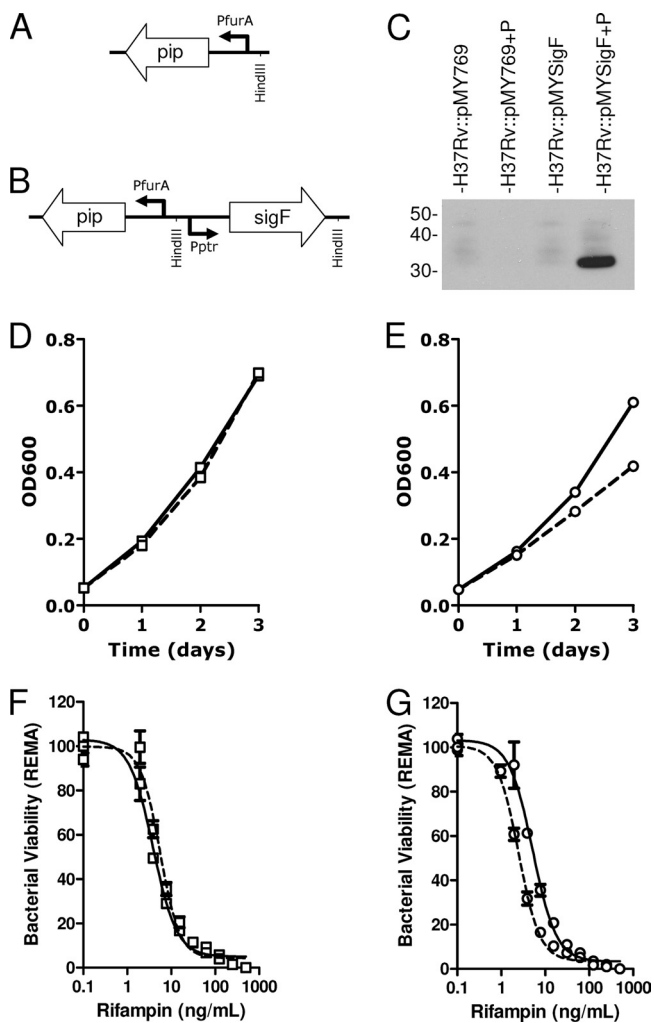 A
PfurA
pip
HindIII
B
PfurA
pip
sigF
HindIII
Pptr
HindIII
C
-H37Rv::pMY769
-H37Rv::pMY769+P
-H37Rv::pMYSigF
-H37Rv::pMYSigF+P
50-
40-
30-
D
0.8
0.6
0.4
0.2
0.0
OD600
0 1 2 3
Time (days)
E
0.8
0.6
0.4
0.2
0.0
OD600
0 1 2 3
Time (days)
F
120
100
80
60
40
20
0
Bacterial Viability (REMA)
0.1 1 10 100 1000
Rifampin (ng/mL)
G
120
100
80
60
40
20
0
Bacterial Viability (REMA)
0.1 1 10 100 1000
Rifampin (ng/mL)